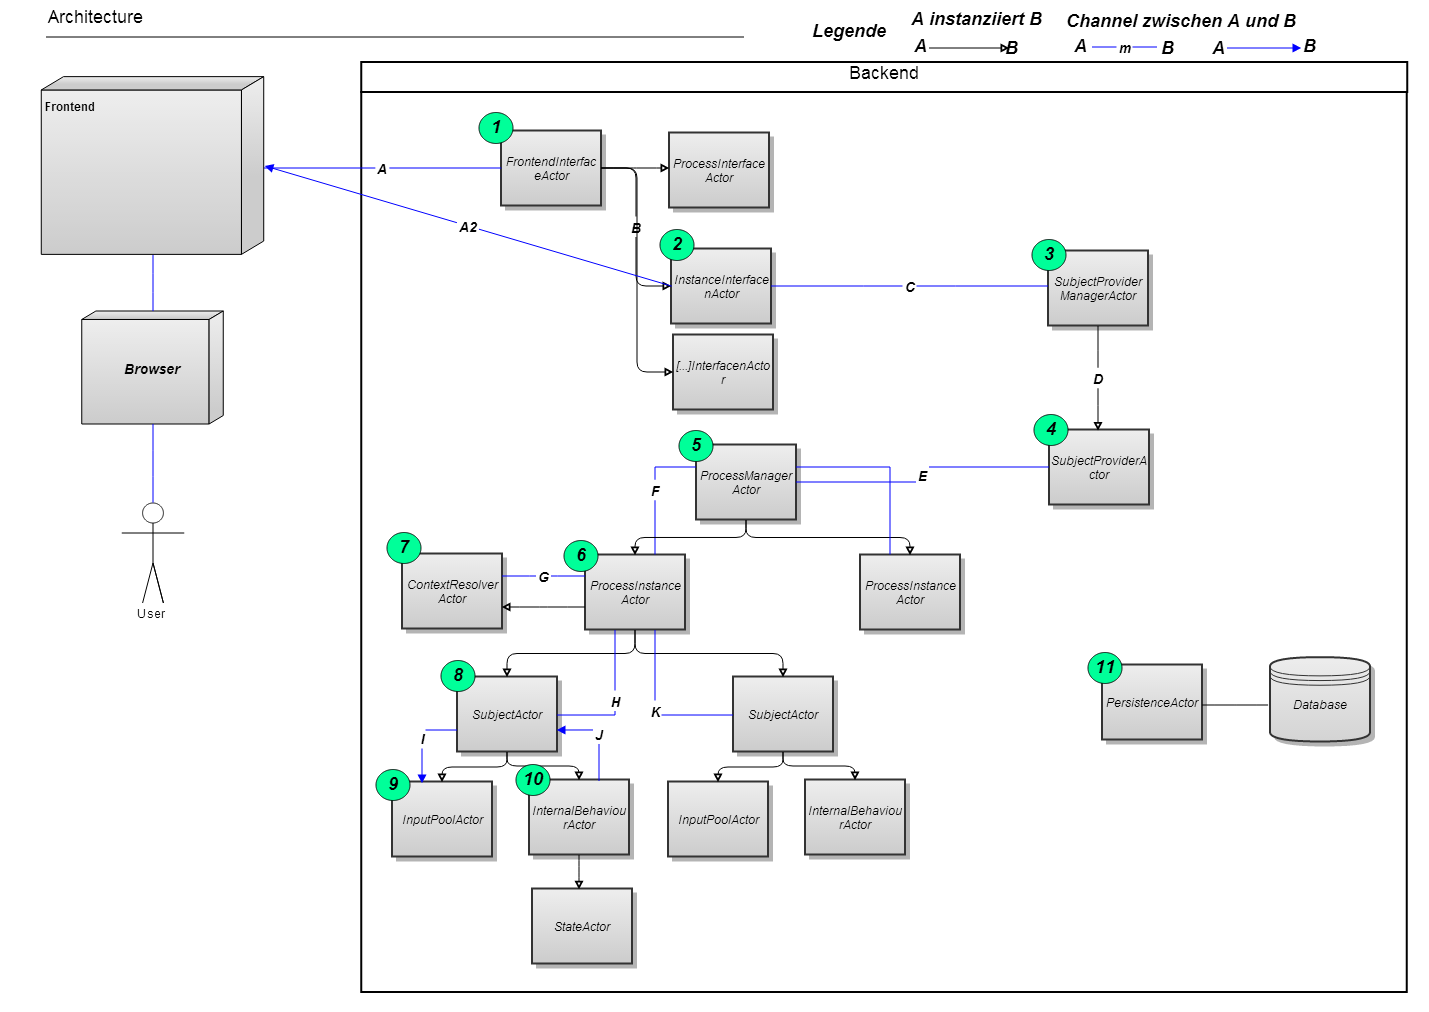 Architecture
Legende
A instanziiert B
Channel zwischen A und B
A
B
A
m
B
A
B
Backend
Frontend
1
FrontendInterfac
eActor
ProcessInterface
Actor
A
A2
B
2
InstanceInterface
nActor
C
3
SubjectProvider
ManagerActor
[...]InterfacenActo
r
Browser
D
4
SubjectProviderA
ctor
5
ProcessManager
Actor
E
F
User
7
ContextResolver
Actor
G
6
ProcessInstance
Actor
ProcessInstance
Actor
8
SubjectActor
H
K
SubjectActor
11
PersistenceActor
Database
I
J
9
InputPoolActor
10
InternalBehaviou
rActor
InputPoolActor
InternalBehaviou
rActor
StateActor